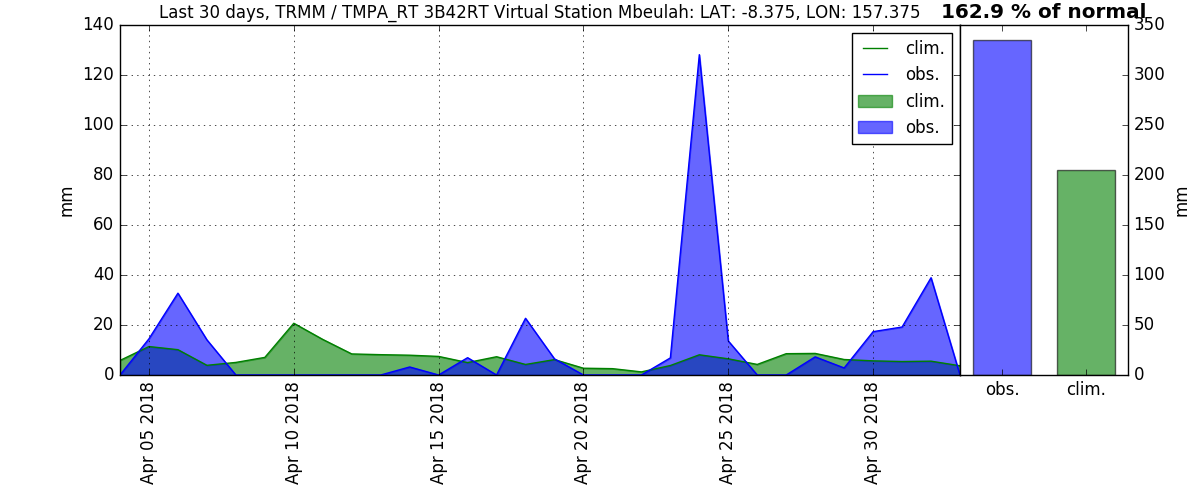 Last 30 days, TRMM / TMPA_RT 3B42RT Virtual Station Mbeulah: LAT: -8.375, LON: 157.375
162.9 % of normal
140
120
100
80
60
40
20
0
mm
clim.
obs.
clim.
obs.
Apr 05 2018
Apr 10 2018
Apr 15 2018
Apr 20 2018
Apr 25 2018
Apr 30 2018
350
300
250
200
150
100
50
0
mm
obs.
clim.